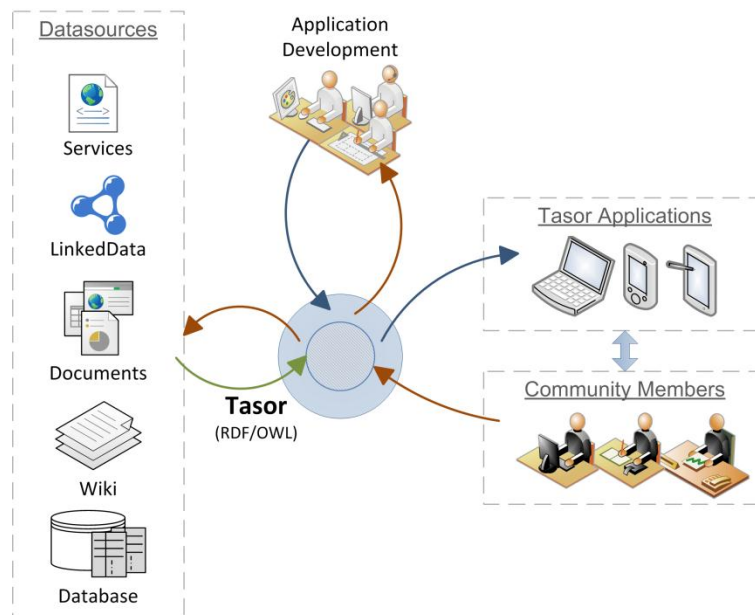 Datasources
Services
LinkedData
Documents
Wiki
Database
Application
Development
Tasor
(RDF/OWL)
Tasor Applications
Community Members